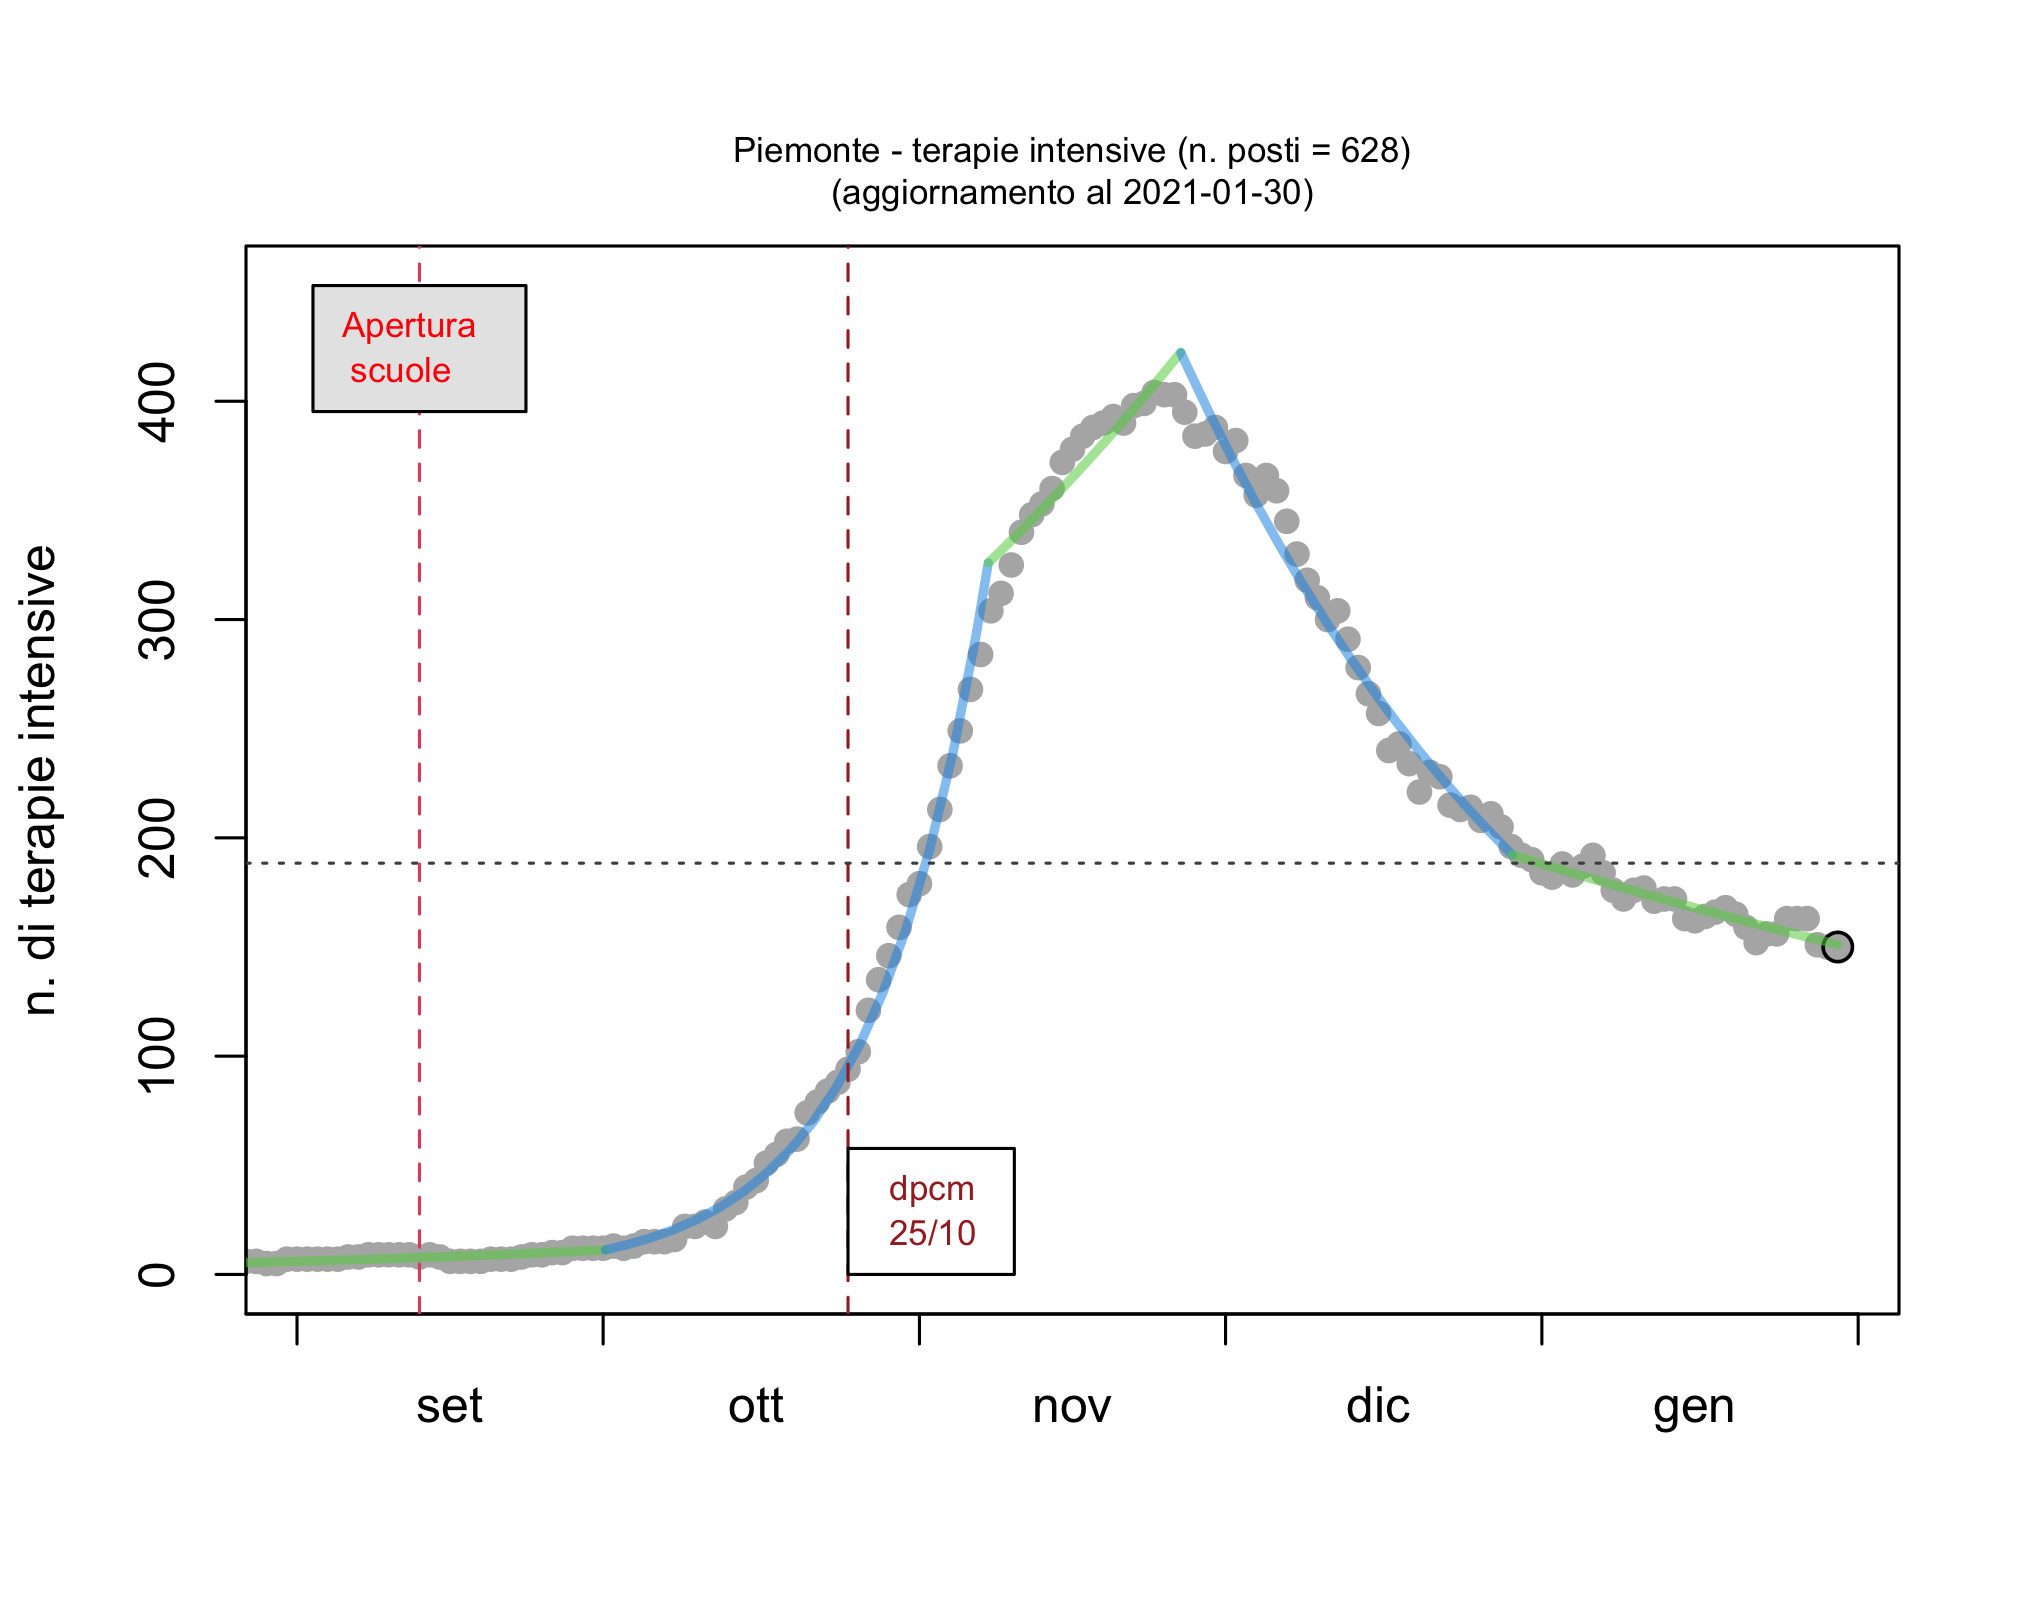 Piemonte - terapie intensive (n. posti = 628)
(aggiornamento al 2021-01-30)
Apertura
scuole
n. di terapie intensive
400
300
200
100
0
dpcm
25/10
set
ott
nov
dic
gen